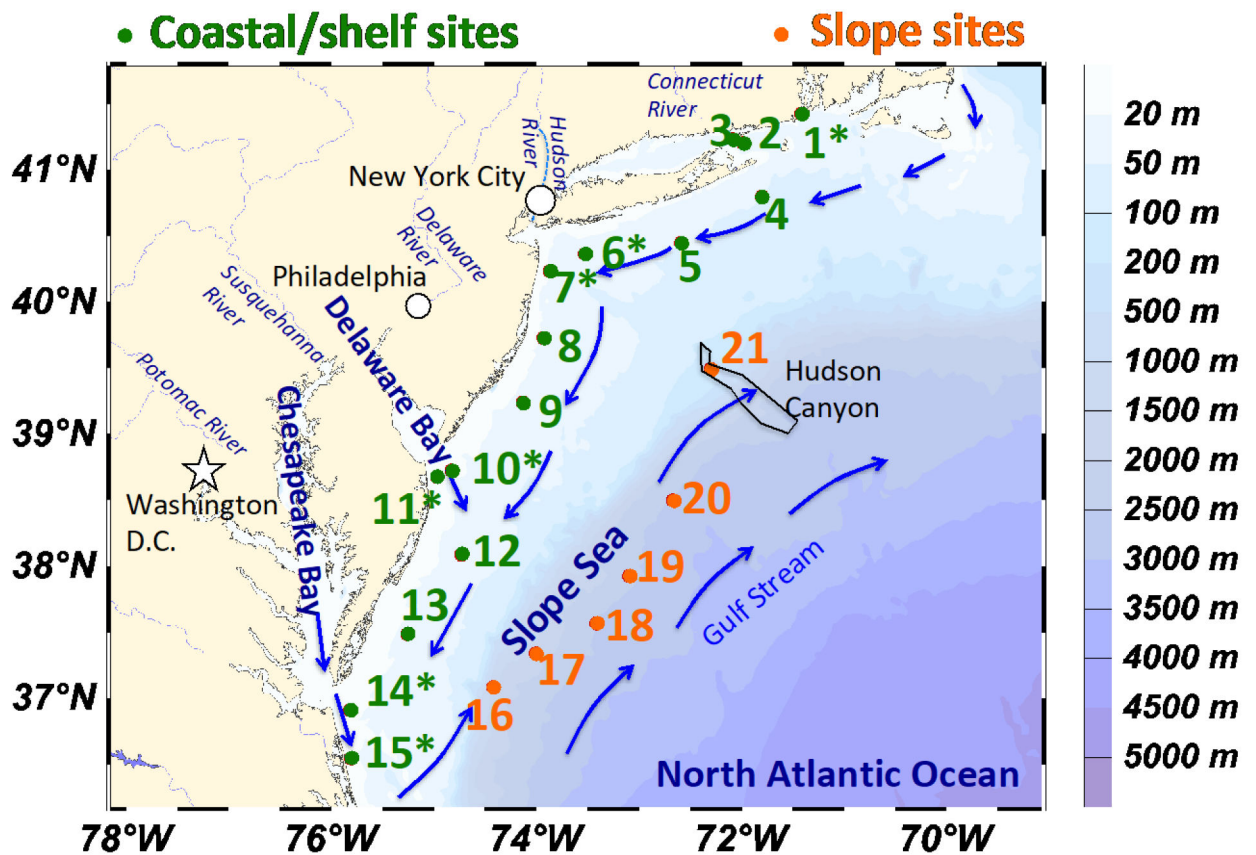 Coastal/shelf sites
Slope sites
Connecticut
River
Hudson
River
3
2
1*
41°N
New York City
4
Delaware
River
6*
5
7*
Philadelphia
Susquehanna
River
40°N
Delaware Bay
8
21
Hudson
Canyon
Potomac River
Chesapeake Bay
9
39°N
10*
11*
20
Washington
D.C.
12
Slope Sea
19
38°N
Gulf Stream
13
18
17
37°N
14*
16
15*
North Atlantic Ocean
78°W
76°W
74°W
72°W
70°W
20 m
50 m
100 m
200 m
500 m
1000 m
1500 m
2000 m
2500 m
3000 m
3500 m
4000 m
4500 m
5000 m